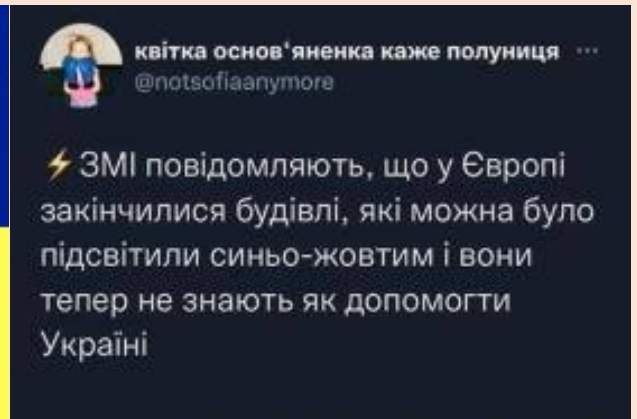 квітка основ'яненка каже полуниця ...
@notsofiaanymore
⚡ЗМІ повідомляють, що у Європі
закінчилися будівлі, які можна було
підсвітили синьо-жовтим і вони
тепер не знають як допомогти
Україні